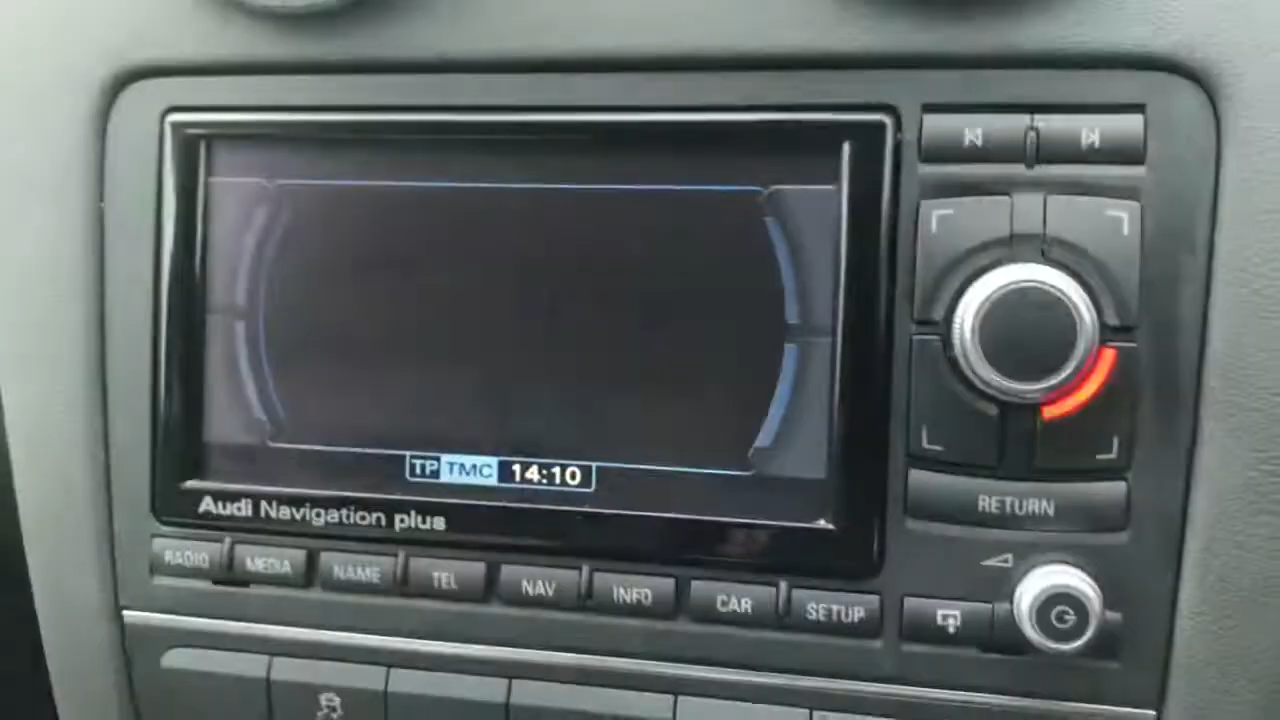 TP TMC 14:10
Audi Navigation plus
RADIO MEDIA NAME TEL NAV INFO CAR SETUP
RETURN